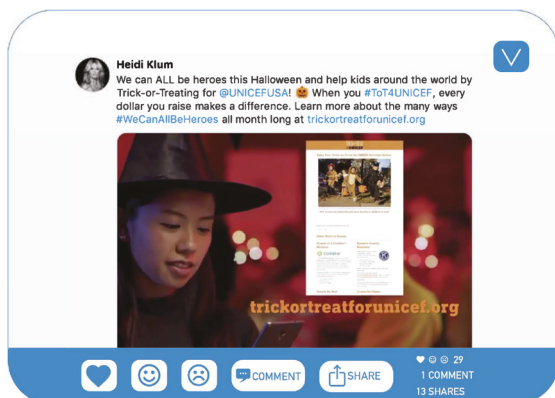 Heidi Klum
We can ALL be heroes this Halloween and help kids around the world by
Trick-or-Treating for @UNICEFUSA! 🎃 When you #ToT4UNICEF, every
dollar you raise makes a difference. Learn more about the many ways
#WeCanAllBeHeroes all month long at trickortreatforunicef.org
trickortreatforunicef.org
COMMENT
SHARE
29
1 COMMENT
13 SHARES